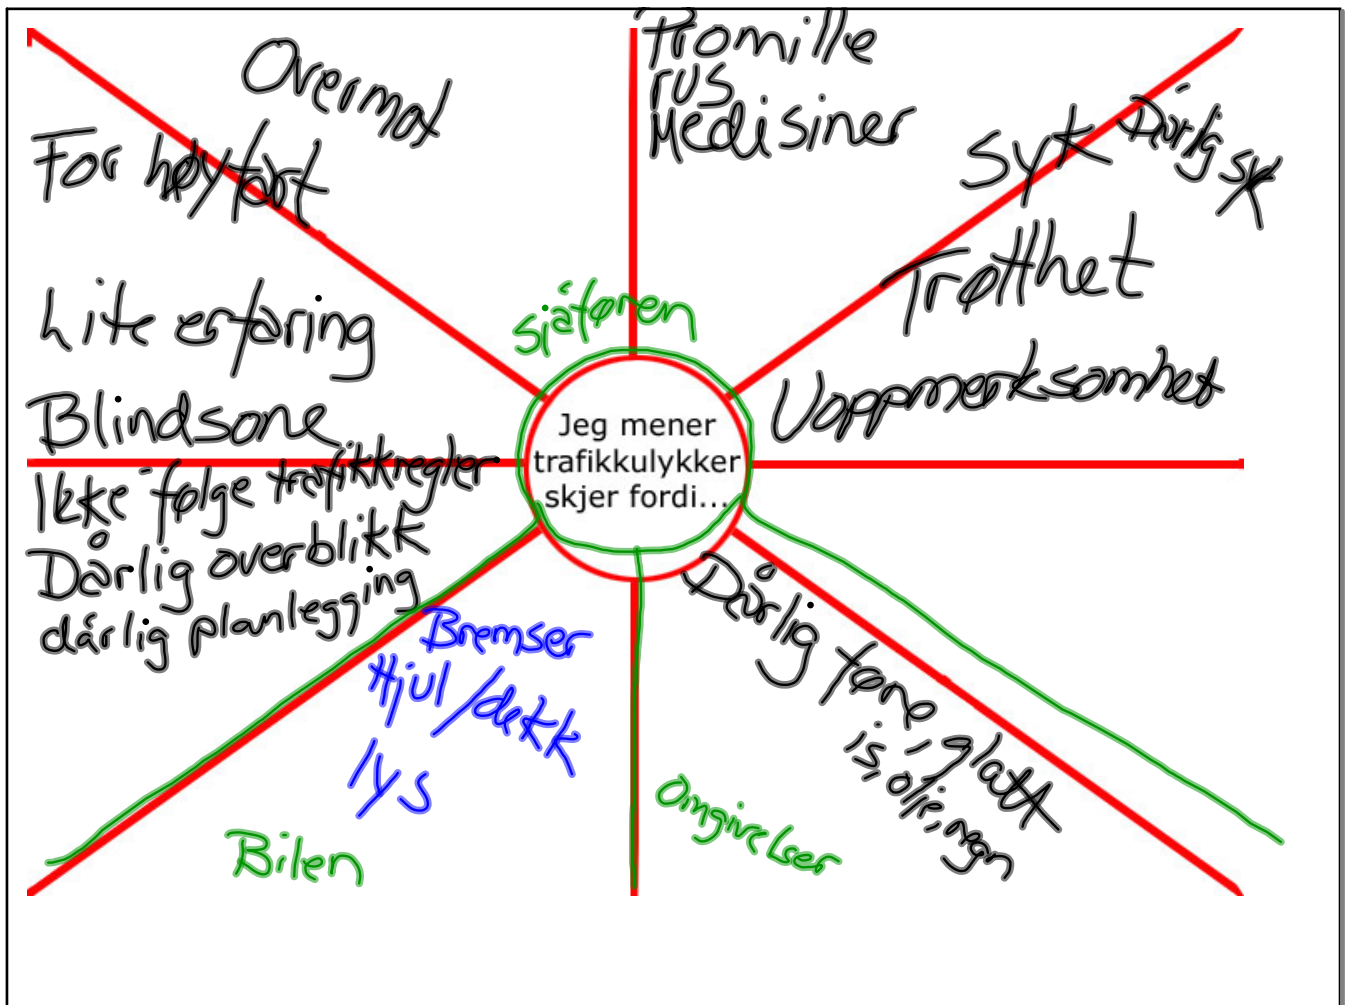 Overmot
For høy fart
Lite erfaring
Blindsone
Ikke følge trafikkregler
Dårlig overblikk
dårlig planlegging
Promille
rus
Medisiner
Syk
Dårlig syn
Trøtthet
Uoppmerksomhet
sjåføren
Jeg mener
trafikkulykker
skjer fordi...
Bremser
Hjul/dekk
lys
Bilen
Dårlig føre, glatt
is, olje, regn
Omgivelser